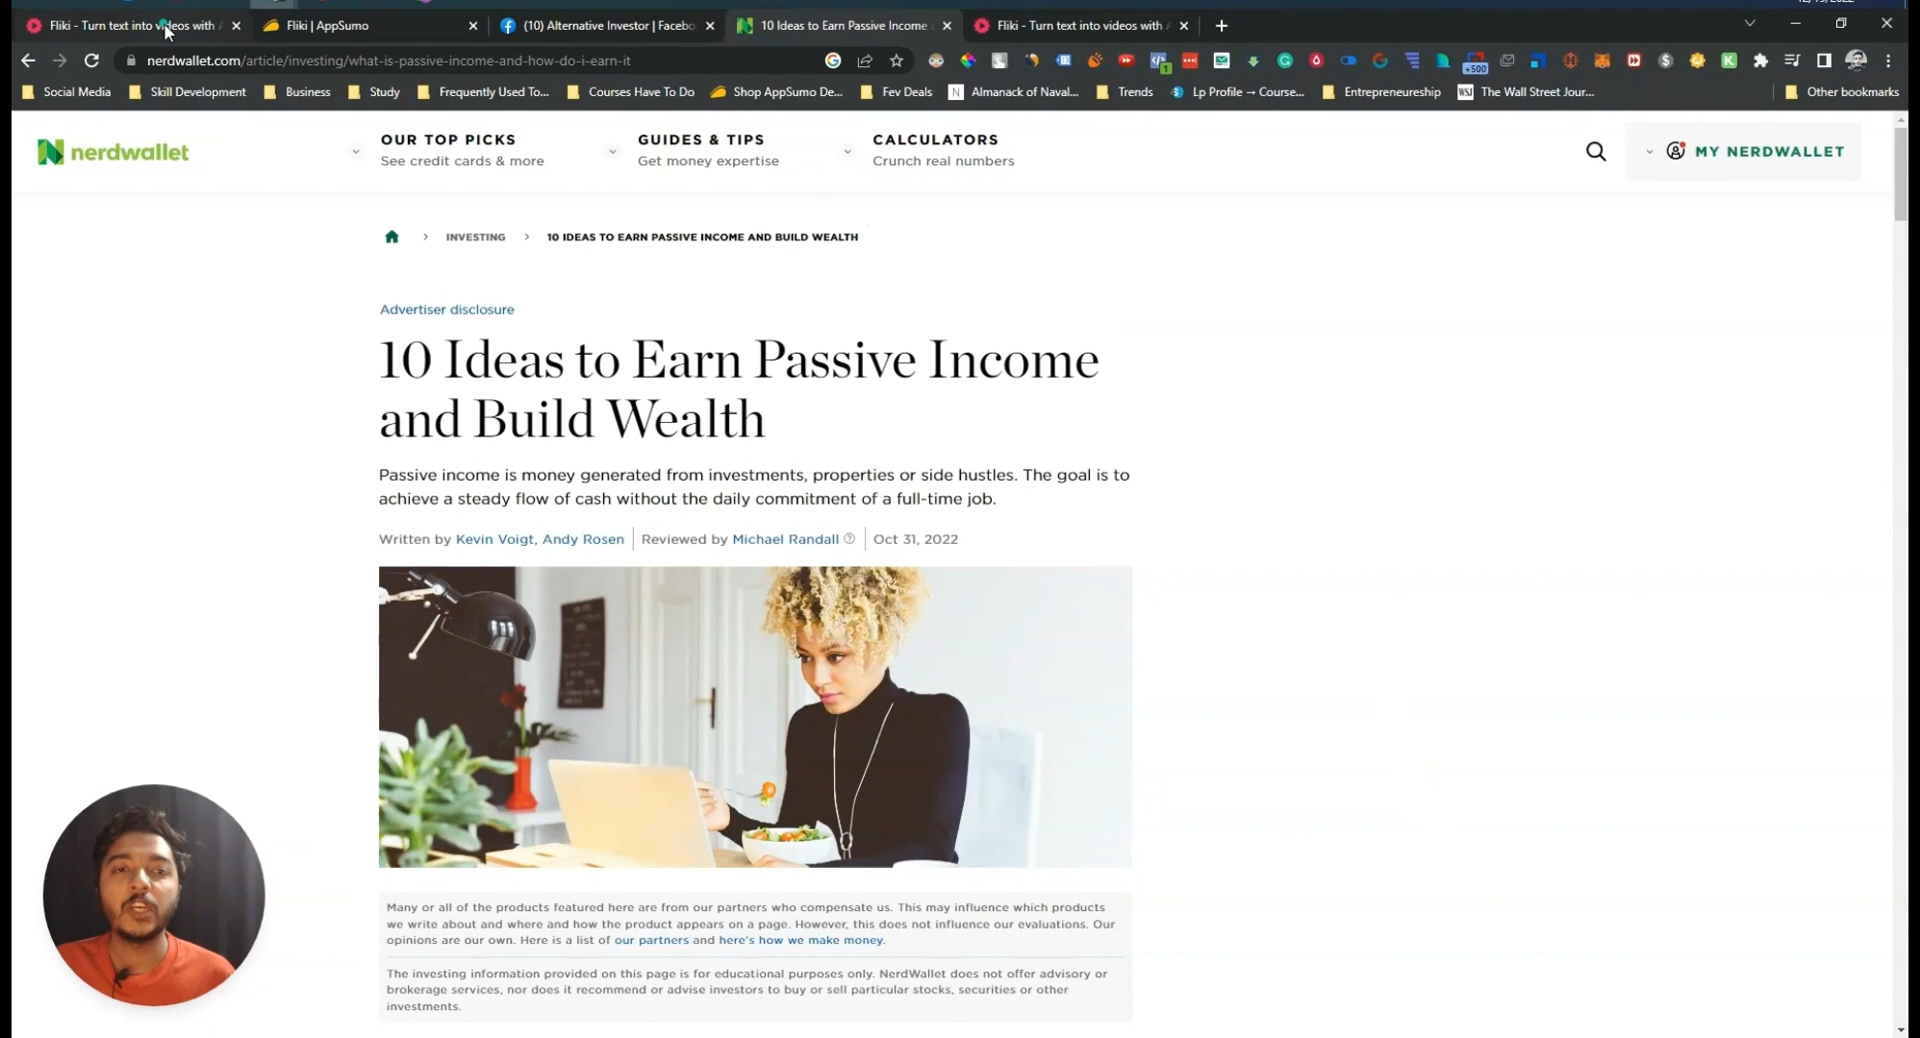 Fliki - Turn text into videos with
Fliki | AppSumo
(10) Alternative Investor | Facebo
10 Ideas to Earn Passive Income
Fliki - Turn text into videos with
nerdwallet.com/article/investing/what-is-passive-income-and-how-do-i-earn-it
1
+500
Social Media
Skill Development
Business
Study
Frequently Used To...
Courses Have To Do
Shop AppSumo De...
Fev Deals
Almanack of Naval...
Trends
Lp Profile → Course...
Entrepreneureship
WSJ
The Wall Street Jour...
Other bookmarks
nerdwallet
OUR TOP PICKS
See credit cards & more
GUIDES & TIPS
Get money expertise
CALCULATORS
Crunch real numbers
MY NERDWALLET
INVESTING
10 IDEAS TO EARN PASSIVE INCOME AND BUILD WEALTH
Advertiser disclosure
10 Ideas to Earn Passive Income
and Build Wealth
Passive income is money generated from investments, properties or side hustles. The goal is to
achieve a steady flow of cash without the daily commitment of a full-time job.
Written by Kevin Voigt, Andy Rosen
Reviewed by Michael Randall
Oct 31, 2022
Many or all of the products featured here are from our partners who compensate us. This may influence which products
we write about and where and how the product appears on a page. However, this does not influence our evaluations. Our
opinions are our own. Here is a list of our partners and here's how we make money.
The investing information provided on this page is for educational purposes only. NerdWallet does not offer advisory or
brokerage services, nor does it recommend or advise investors to buy or sell particular stocks, securities or other
investments.